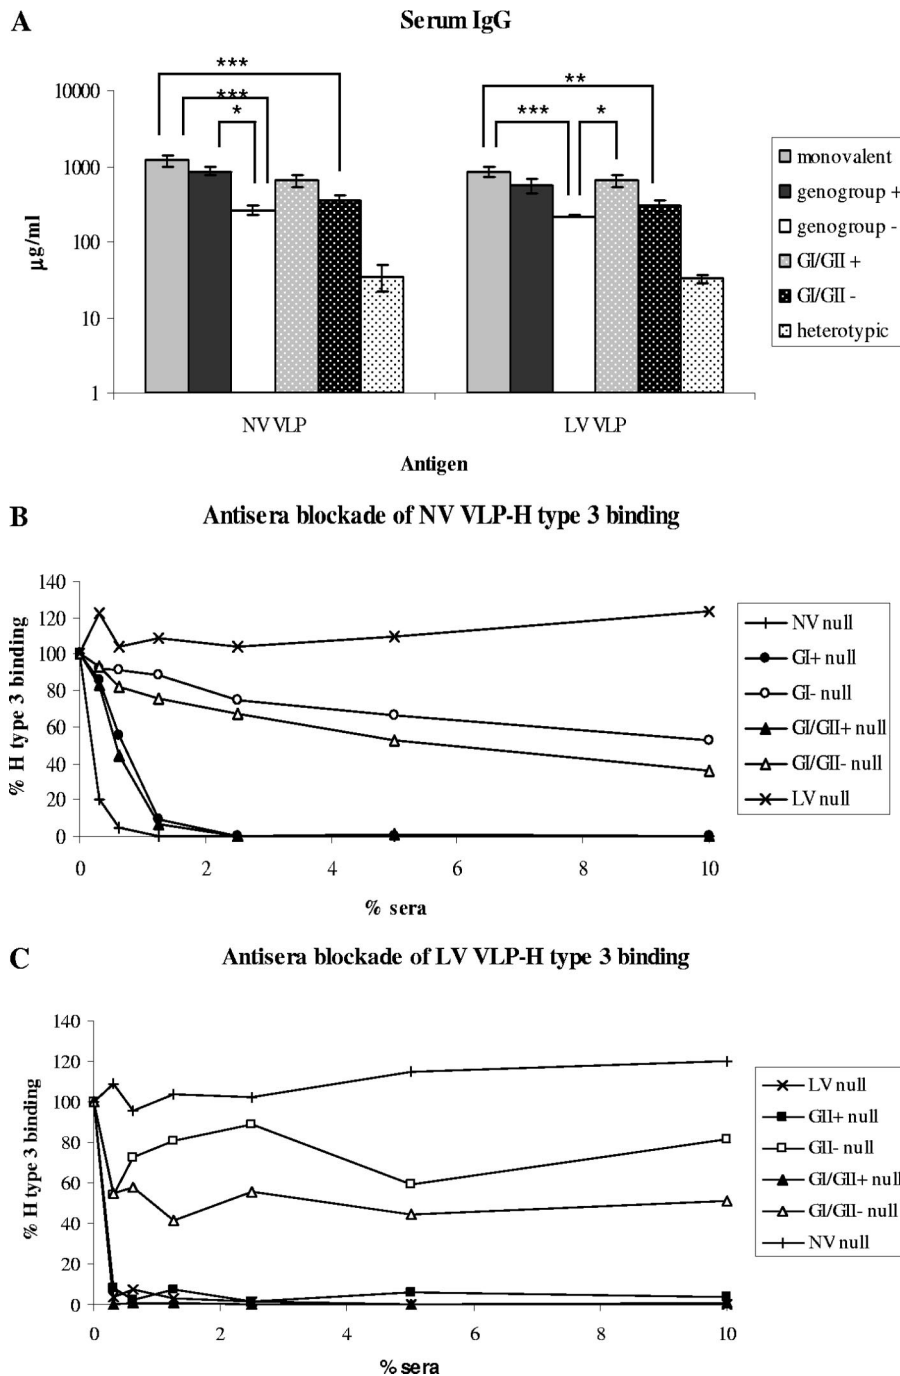 A
Serum IgG
***
***
*
**
***
*
10000
1000
100
10
1
µg/ml
NV VLP
LV VLP
Antigen
monovalent
genogroup +
genogroup -
GI/GII +
GI/GII -
heterotypic
B
Antisera blockade of NV VLP-H type 3 binding
140
120
100
80
60
40
20
0
% H type 3 binding
0 2 4 6 8 10
% sera
NV null
GI+ null
GI- null
GI/GII+ null
GI/GII- null
LV null
C
Antisera blockade of LV VLP-H type 3 binding
140
120
100
80
60
40
20
0
% H type 3 binding
0 2 4 6 8 10
% sera
LV null
GII+ null
GII- null
GI/GII+ null
GI/GII- null
NV null